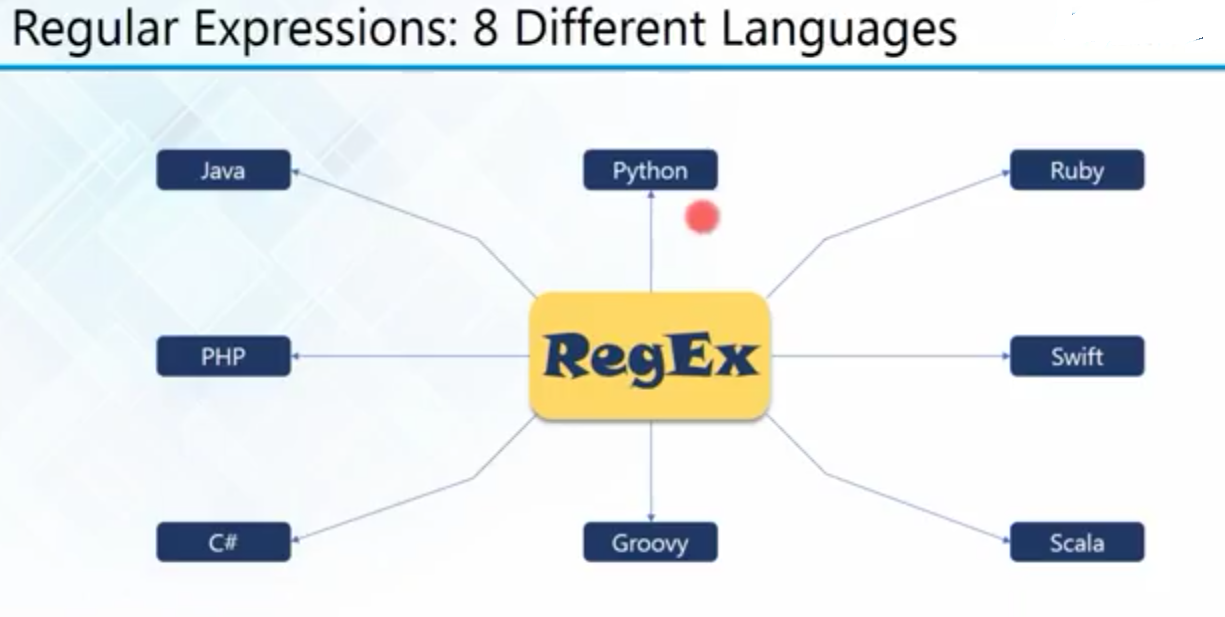 Regular Expressions: 8 Different Languages
Java
Python
Ruby
PHP
RegEx
Swift
C#
Groovy
Scala